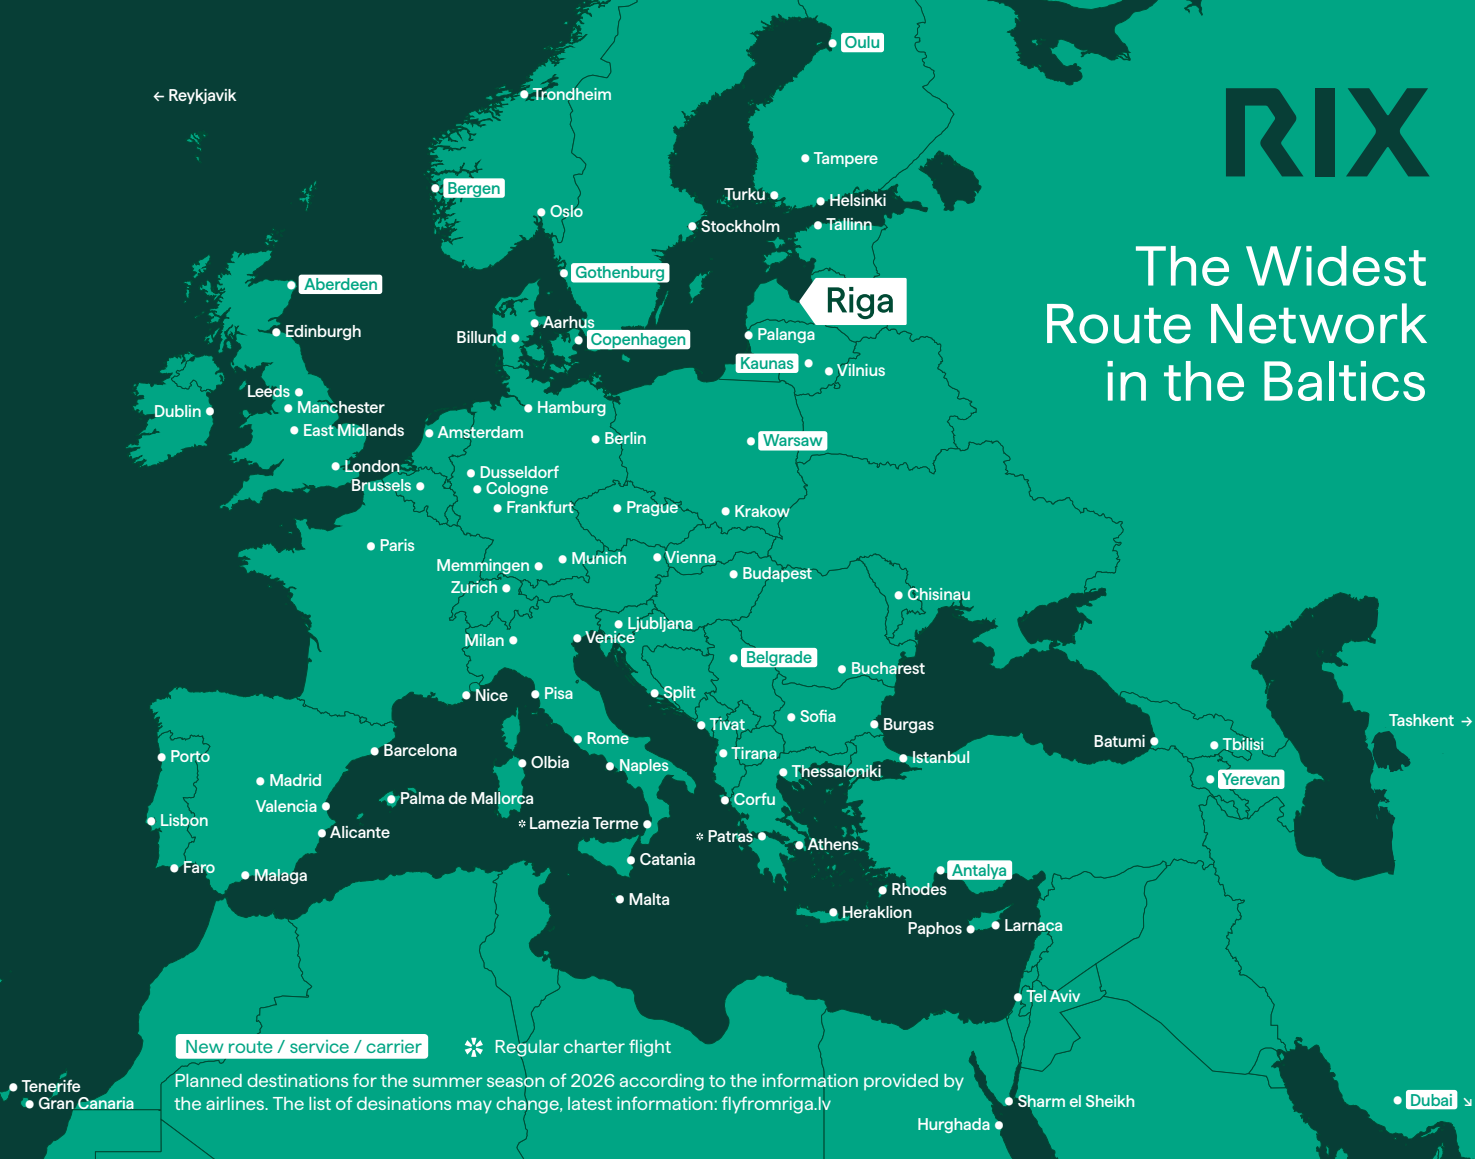 Oulu
← Reykjavik
Trondheim
RIX
Tampere
Bergen
Turku
Helsinki
Oslo
Stockholm
Tallinn
The Widest
Route Network
in the Baltics
Gothenburg
Aberdeen
Riga
Aarhus
Edinburgh
Billund
Copenhagen
Palanga
Kaunas
Vilnius
Leeds
Manchester
Dublin
Hamburg
East Midlands
Amsterdam
Berlin
Warsaw
London
Dusseldorf
Brussels
Cologne
Frankfurt
Prague
Krakow
Paris
Memmingen
Munich
Vienna
Budapest
Zurich
Chisinau
Ljubljana
Milan
Venice
Belgrade
Bucharest
Nice
Pisa
Split
Tivat
Sofia
Burgas
Tashkent →
Rome
Batumi
Tbilisi
Barcelona
Porto
Tirana
Istanbul
Olbia
Naples
Thessaloniki
Madrid
Yerevan
Valencia
Palma de Mallorca
Corfu
Lisbon
Lamezia Terme
Alicante
Patras
Athens
Catania
Faro
Malaga
Antalya
Rhodes
Malta
Heraklion
Paphos
Larnaca
Tel Aviv
New route / service / carrier
Regular charter flight
Planned destinations for the summer season of 2026 according to the information provided by
the airlines. The list of desinations may change, latest information: flyfromriga.lv
Tenerife
Gran Canaria
Sharm el Sheikh
Dubai ↘
Hurghada